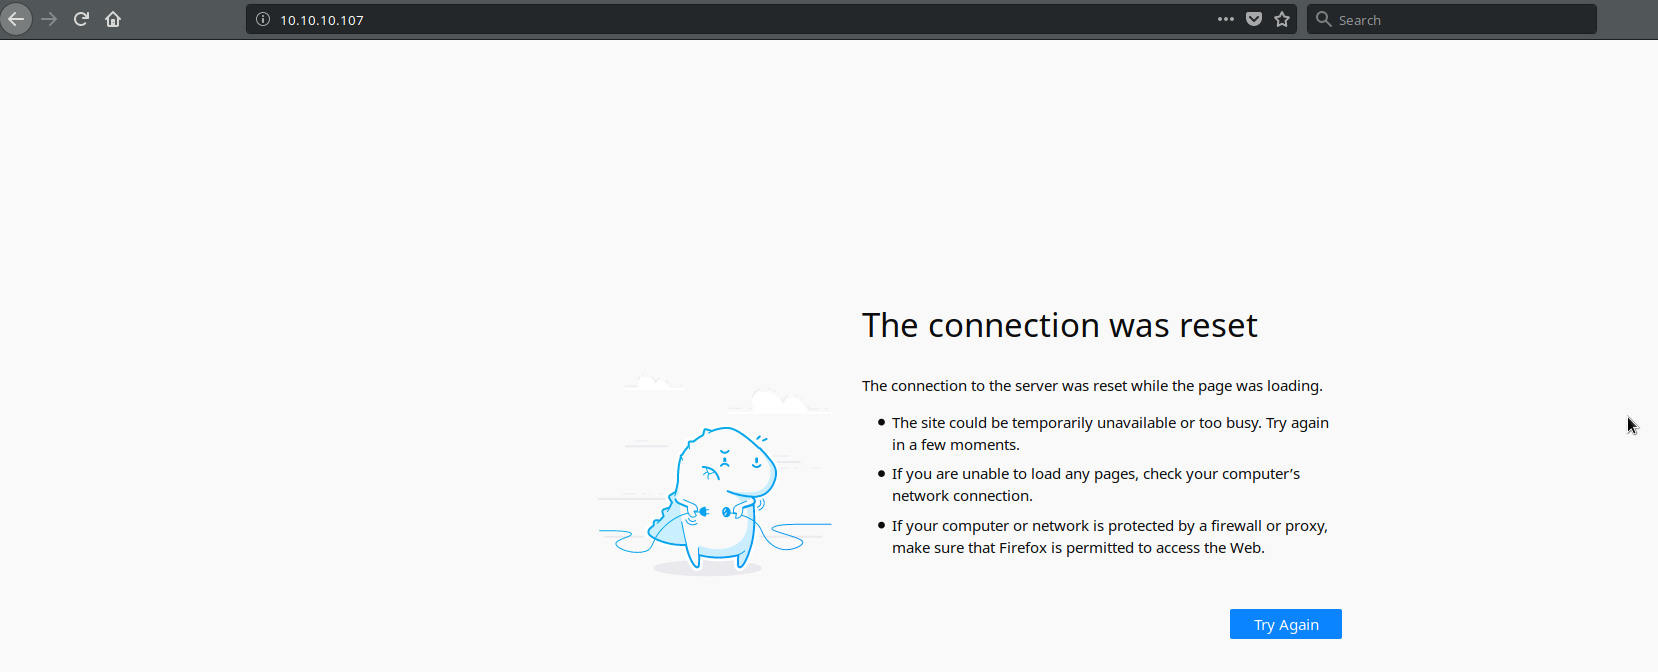 10.10.10.107
Search
The connection was reset
The connection to the server was reset while the page was loading.
The site could be temporarily unavailable or too busy. Try again
in a few moments.
If you are unable to load any pages, check your computer’s
network connection.
If your computer or network is protected by a firewall or proxy,
make sure that Firefox is permitted to access the Web.
Try Again